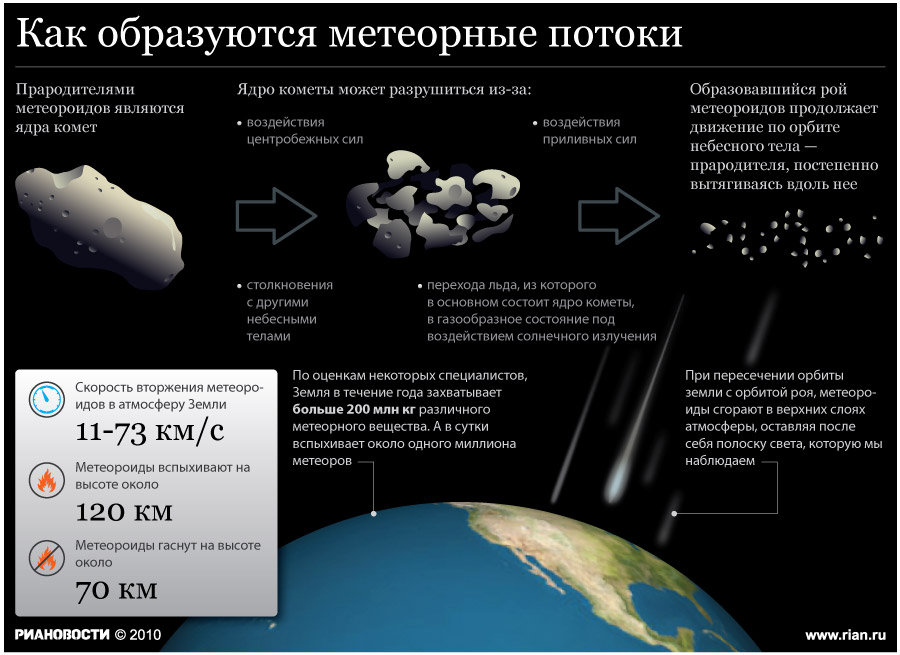 Как образуются метеорные потоки
Прародителями
метеороидов являются
ядра комет
Ядро кометы может разрушиться из-за:
• воздействия
центробежных сил
• воздействия
приливных сил
• столкновения
с другими
небесными
телами
• перехода льда, из которого
в основном состоит ядро кометы,
в газообразное состояние под
воздействием солнечного излучения
Образовавшийся рой
метеороидов продолжает
движение по орбите
небесного тела —
прародителя, постепенно
вытягиваясь вдоль нее
Скорость вторжения метеоро-
идов в атмосферу Земли
11-73 км/с
Метеороиды вспыхивают на
высоте около
120 км
Метеороиды гаснут на высоте
около
70 км
По оценкам некоторых специалистов,
Земля в течение года захватывает
больше 200 млн кг различного
метеорного вещества. А в сутки
вспыхивает около одного миллиона
метеоров
При пересечении орбиты
земли с орбитой роя, метеоро-
иды сгорают в верхних слоях
атмосферы, оставляя после
себя полоску света, которую мы
наблюдаем
РИАНОВОСТИ © 2010
www.rian.ru